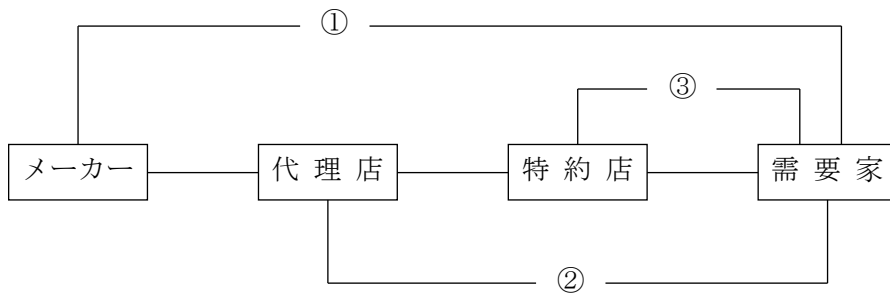 ①
③
メーカー
代 理 店
特 約 店
需 要 家
②